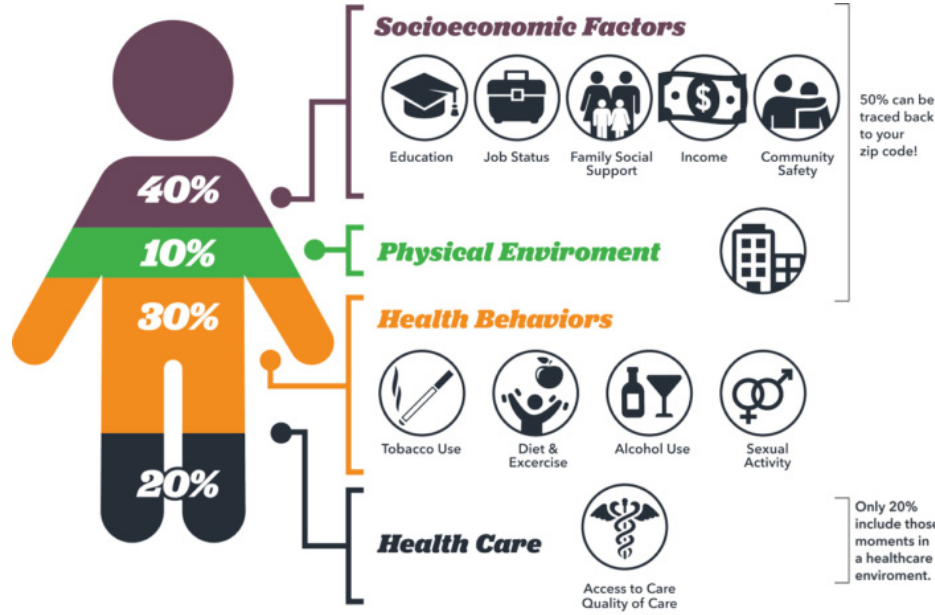 Socioeconomic Factors
Education
Job Status
Family Social
Support
Income
Community
Safety
50% can be
traced back
to your
zip code!
40%
10%
Physical Enviroment
30%
Health Behaviors
Tobacco Use
Diet &
Excercise
Alcohol Use
Sexual
Activity
20%
Health Care
Access to Care
Quality of Care
Only 20%
include those
moments in
a healthcare
enviroment.